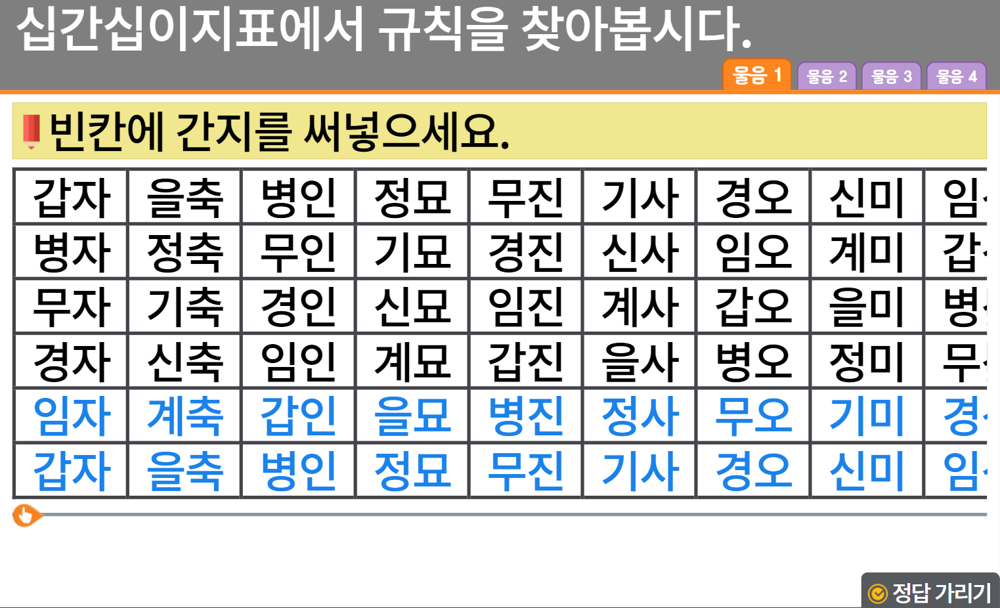 십간십이지표에서 규칙을 찾아봅시다.
물음 1 물음 2 물음 3 물음 4
빈칸에 간지를 써넣으세요.
갑자 을축 병인 정묘 무진 기사 경오 신미 임
병자 정축 무인 기묘 경진 신사 임오 계미 갑
무자 기축 경인 신묘 임진 계사 갑오 을미 병
경자 신축 임인 계묘 갑진 을사 병오 정미 무
임자 계축 갑인 을묘 병진 정사 무오 기미 경
갑자 을축 병인 정묘 무진 기사 경오 신미 임
정답 가리기